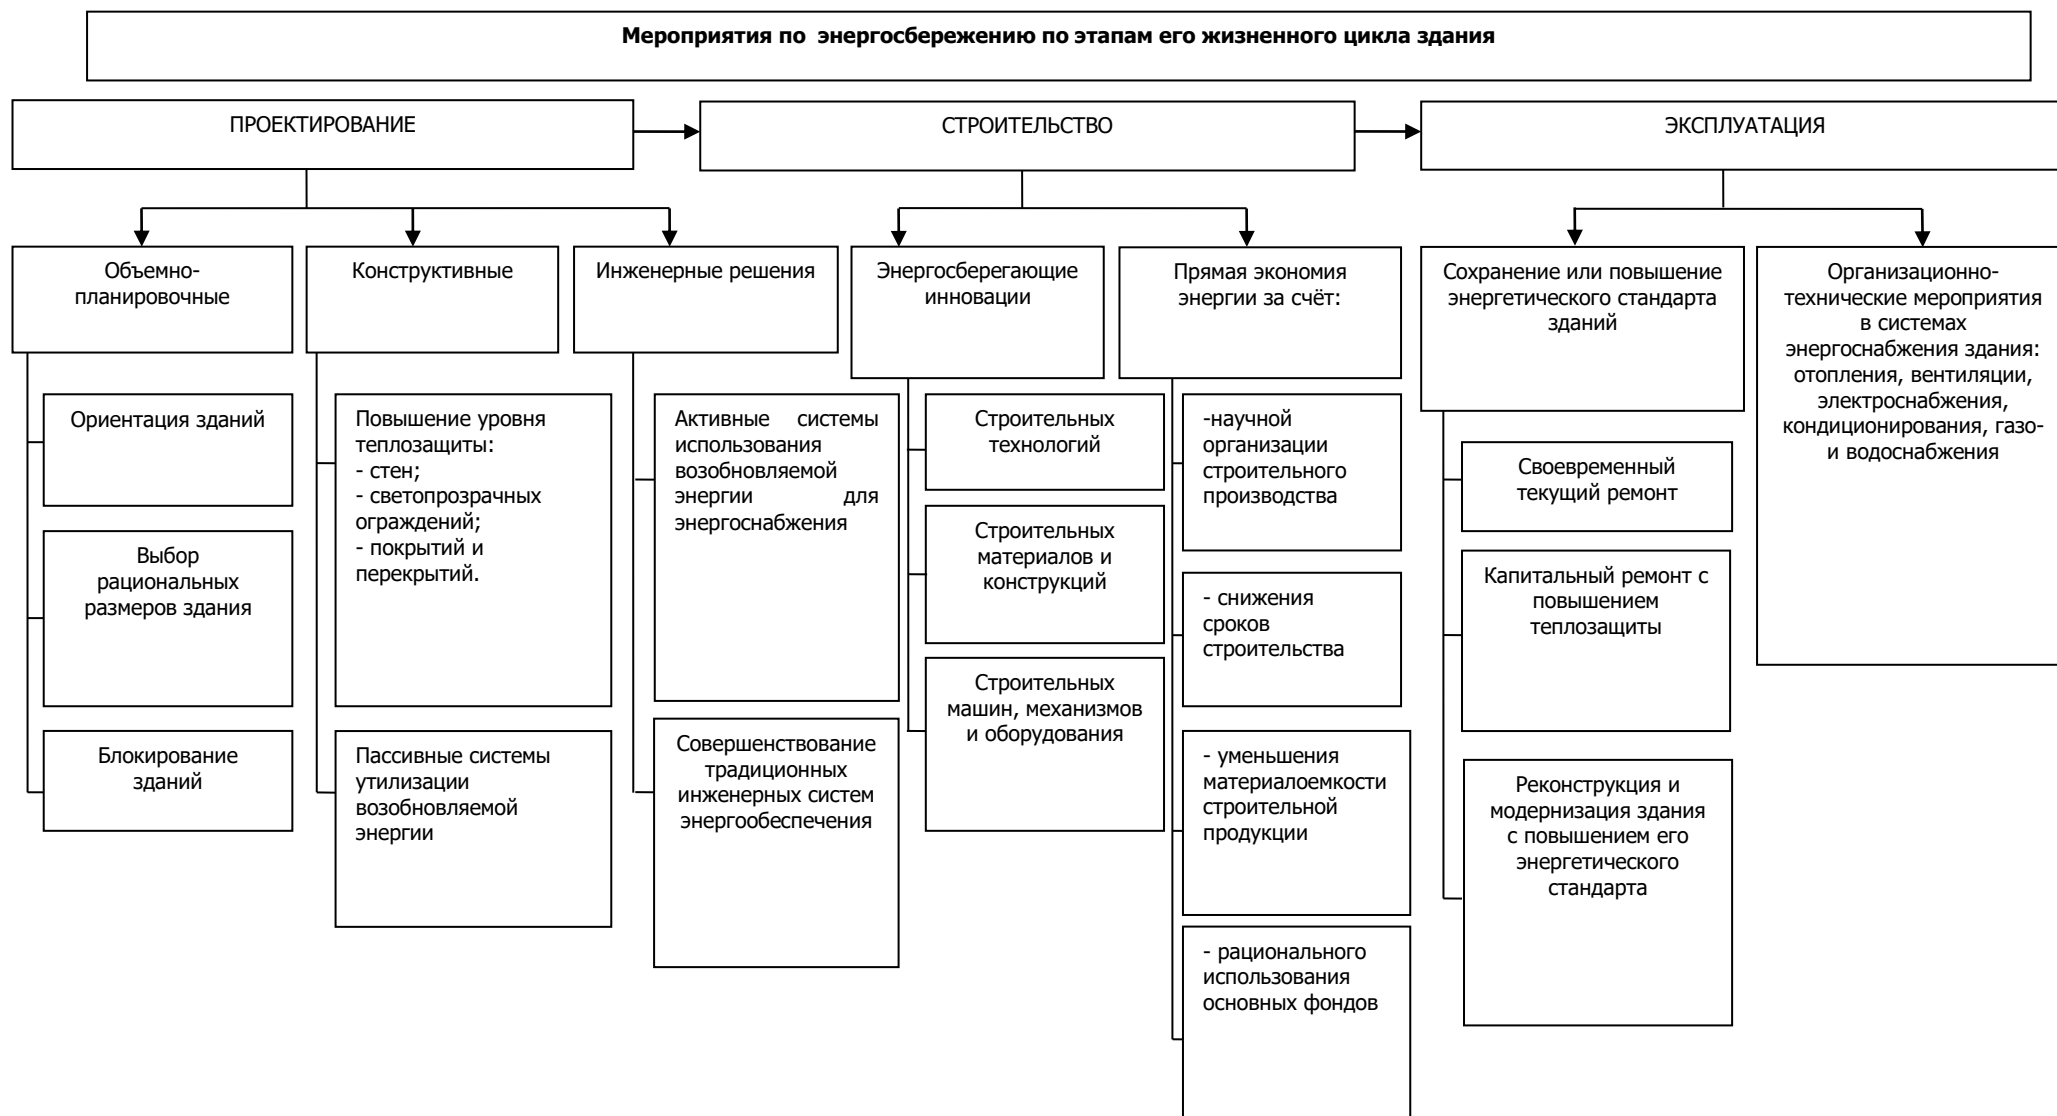 Мероприятия по  энергосбережению по этапам его жизненного цикла здания
ПРОЕКТИРОВАНИЕ
СТРОИТЕЛЬСТВО
ЭКСПЛУАТАЦИЯ
Объемно-
планировочные
Конструктивные
Инженерные решения
Энергосберегающие
инновации
Прямая экономия
энергии за счёт:
Сохранение или повышение
энергетического стандарта
зданий
Организационно-
технические мероприятия
в системах
энергоснабжения здания:
отопления, вентиляции,
электроснабжения,
кондиционирования, газо-
и водоснабжения
Ориентация зданий
Выбор
рациональных
размеров здания
Блокирование
зданий
Повышение уровня
теплозащиты:
- стен;
- светопрозрачных
ограждений;
- покрытий и
перекрытий.
Пассивные системы
утилизации
возобновляемой
энергии
Активные системы
использования
возобновляемой
энергии для
энергоснабжения
Совершенствование
традиционных
инженерных систем
энергообеспечения
Строительных
технологий
Строительных
материалов и
конструкций
Строительных
машин, механизмов
и оборудования
-научной
организации
строительного
производства
- снижения
сроков
строительства
- уменьшения
материалоемкости
строительной
продукции
- рационального
использования
основных фондов
Своевременный
текущий ремонт
Капитальный ремонт с
повышением
теплозащиты
Реконструкция и
модернизация здания
с повышением его
энергетического
стандарта